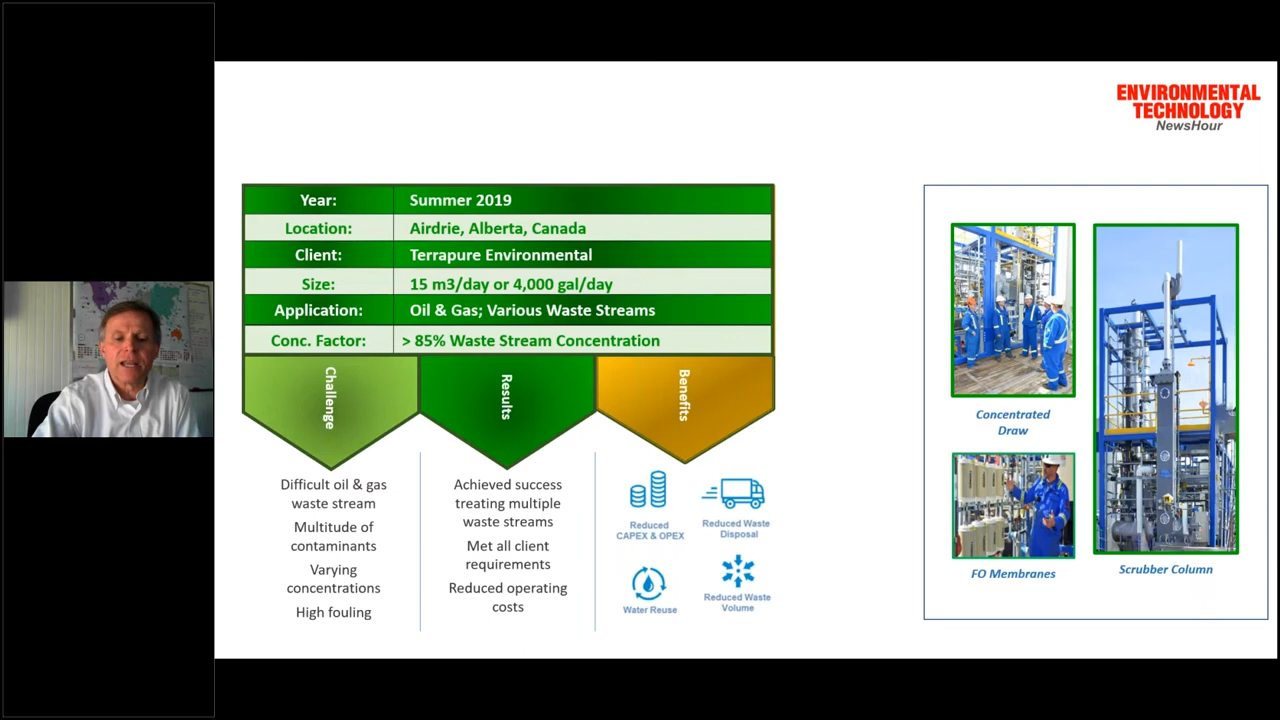 ENVIRONMENTAL
TECHNOLOGY
NewsHour
Year: Summer 2019
Location: Airdrie, Alberta, Canada
Client: Terrapure Environmental
Size: 15 m3/day or 4,000 gal/day
Application: Oil & Gas; Various Waste Streams
Conc. Factor: > 85% Waste Stream Concentration
Challenge
Difficult oil & gas
waste stream
Multitude of
contaminants
Varying
concentrations
High fouling
Results
Achieved success
treating multiple
waste streams
Met all client
requirements
Reduced operating
costs
Benefits
Reduced
CAPEX & OPEX
Reduced Waste
Disposal
Water Reuse
Reduced Waste
Volume
Concentrated
Draw
FO Membranes
Scrubber Column